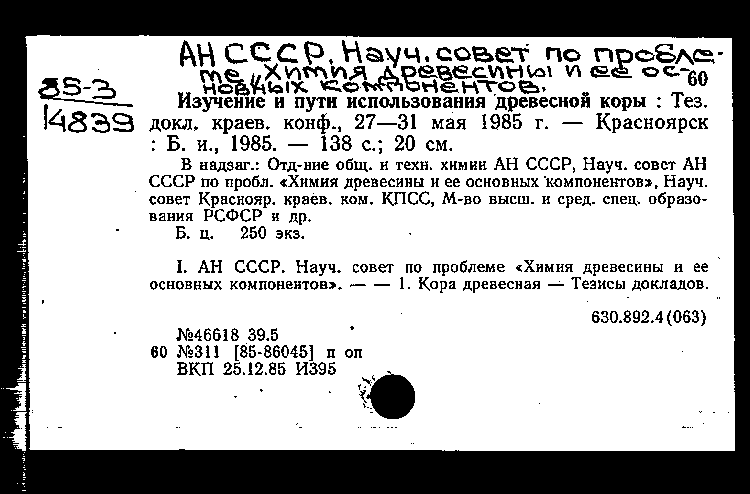 АН СССР. Науч. совет по пробле-
ме „Химия древесины и ее ос-
новных компонентов.
85-3
14839
60
Изучение и пути использования древесной коры : Тез.
докл. краев. конф., 27—31 мая 1985 г. — Красноярск
: Б. и., 1985. — 138 с.; 20 см.
В надзаг.: Отд-ние общ. и техн. химии АН СССР, Науч. совет АН
СССР по пробл. «Химия древесины и ее основных компонентов», Науч.
совет Краснояр. краев. ком. КПСС, М-во высш. и сред. спец. образо-
вания РСФСР и др.
Б. ц. 250 экз.
I. АН СССР. Науч. совет по проблеме «Химия древесины и ее
основных компонентов». — — 1. Кора древесная — Тезисы докладов.
630.892.4(063)
№46618 39.5
60 №311 [85-86045] п оп
ВКП 25.12.85 И395